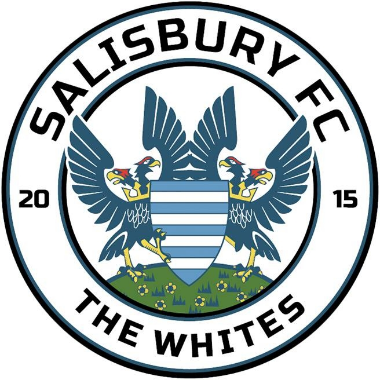 SALISBURY FC
20 15
THE WHITES